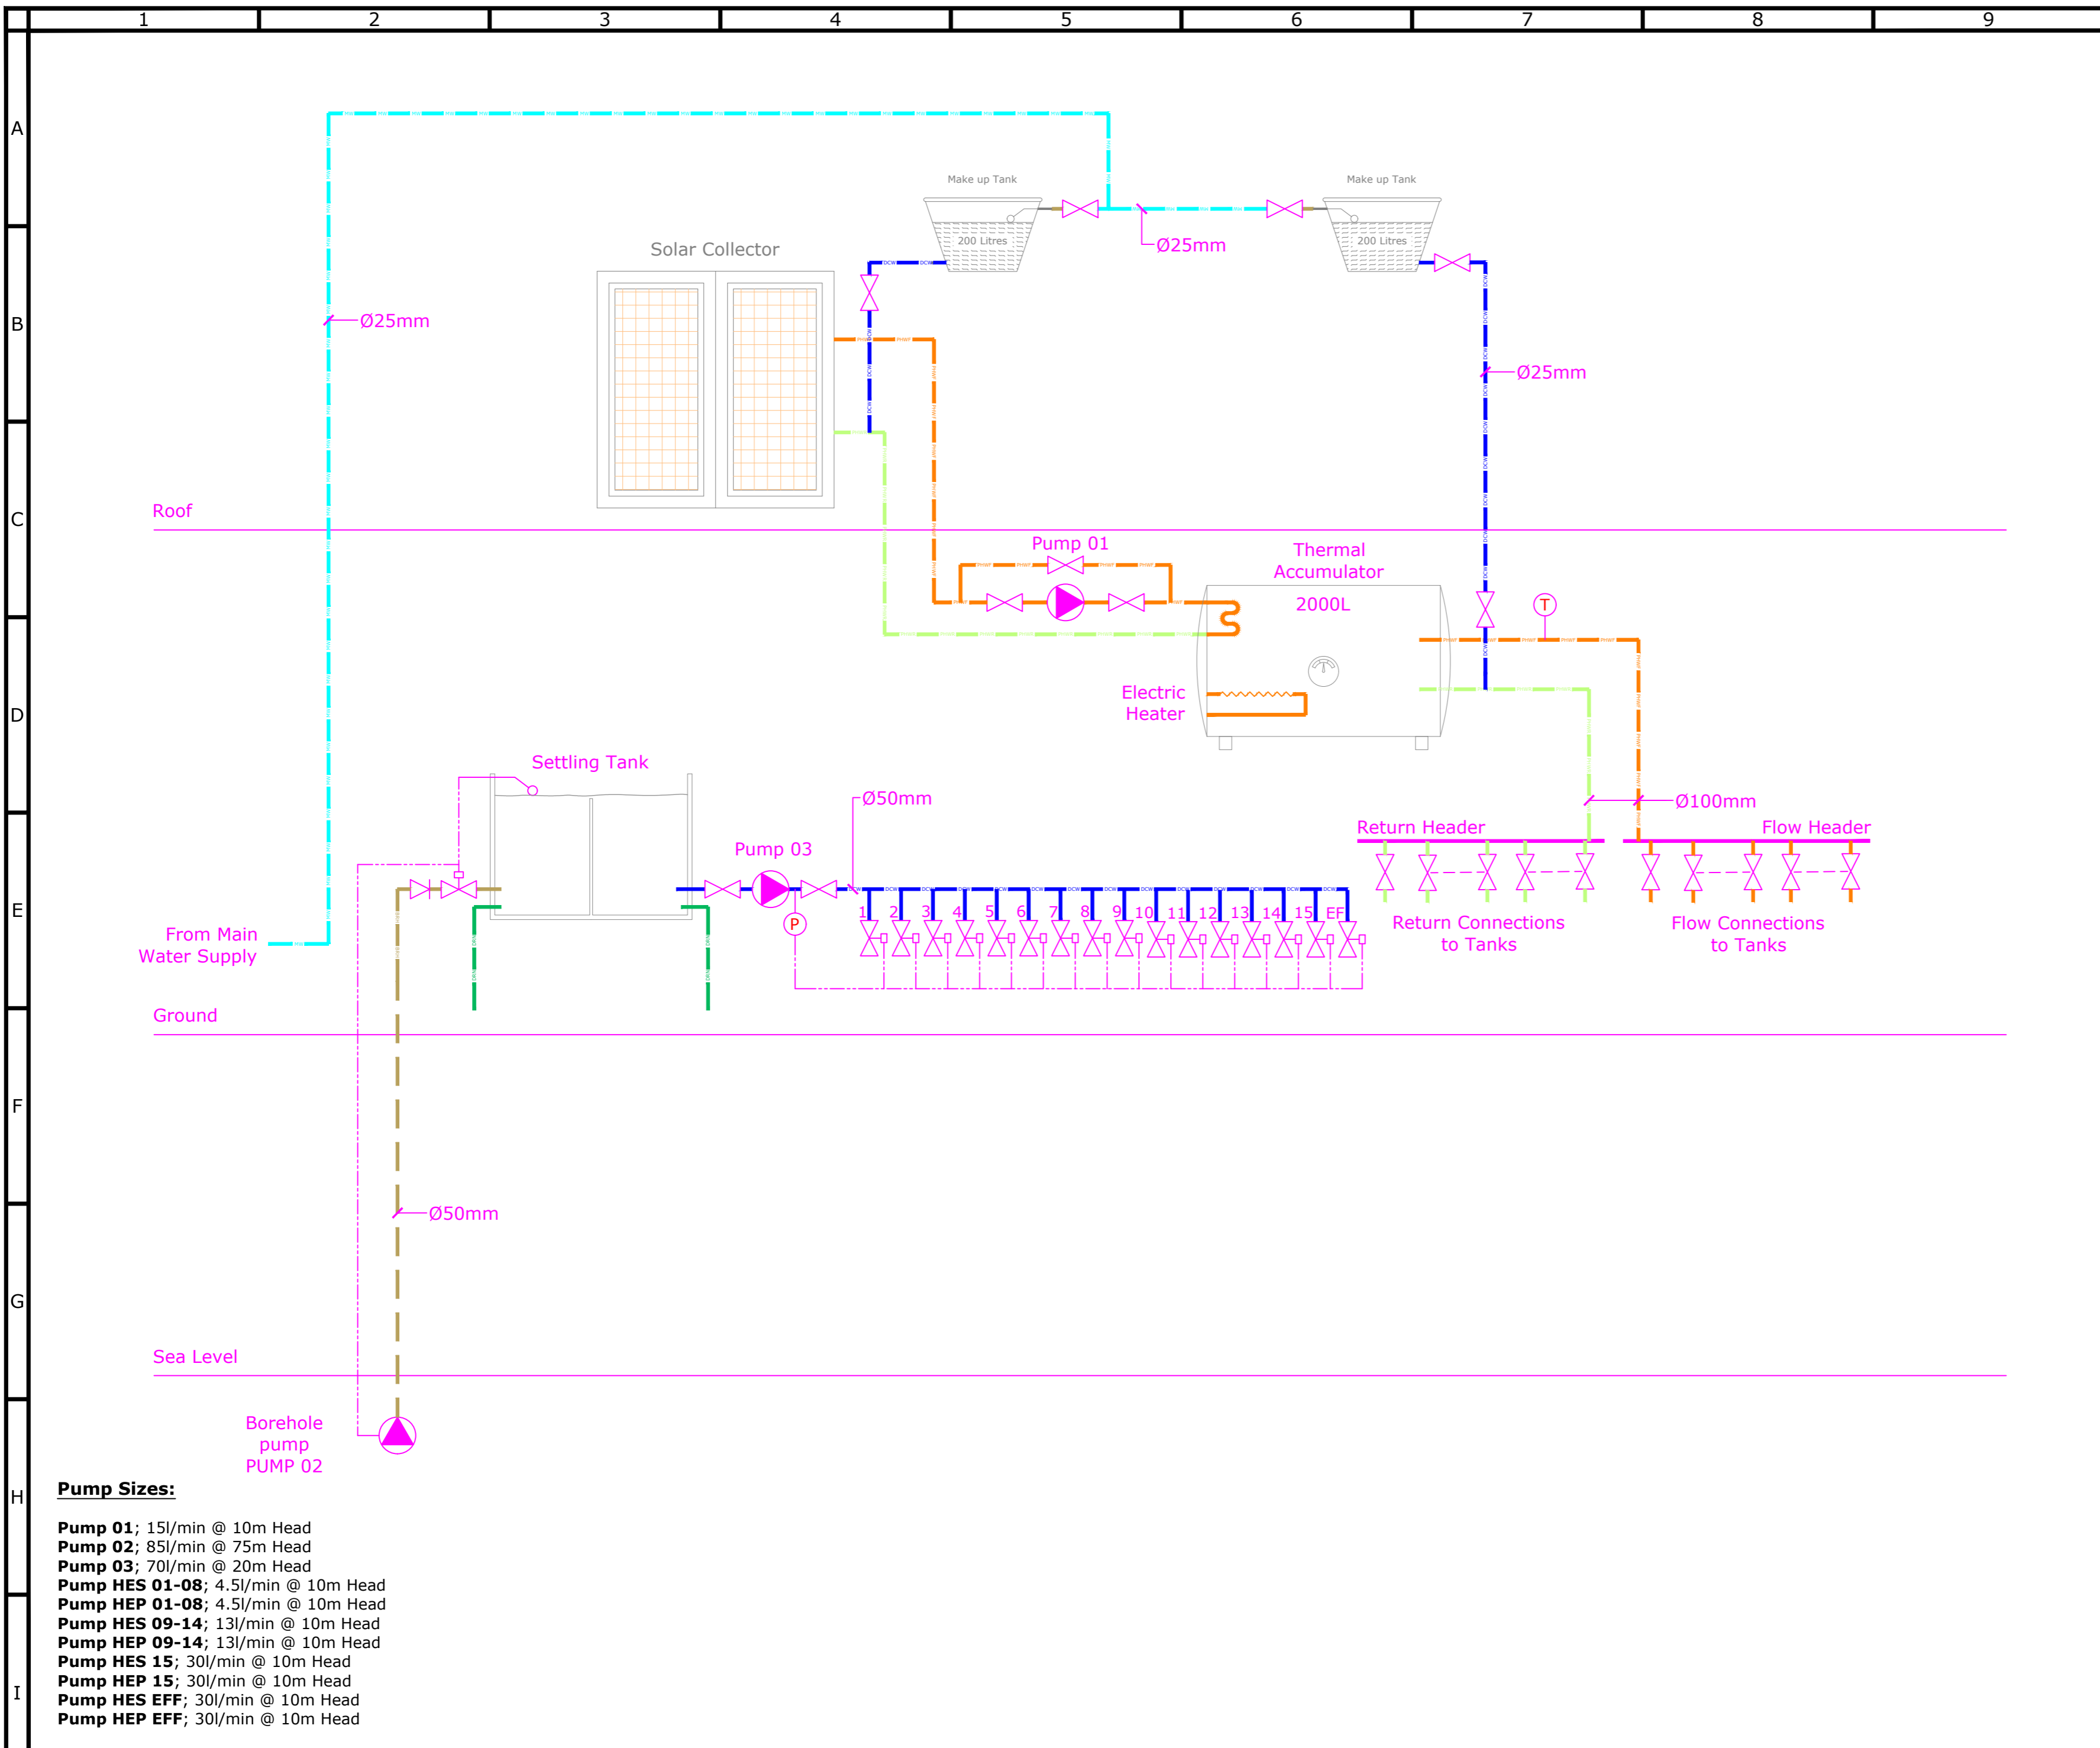 1 2 3 4 5 6 7 8 9
A
Make up Tank Make up Tank
200 Litres 200 Litres
Ø25mm
Solar Collector
B
Ø25mm
Ø25mm
C
Roof
Pump 01
Thermal
Accumulator
2000L
T
Electric
Heater
D
Settling Tank
Ø50mm
Ø100mm
Return Header Flow Header
Pump 03
E
1 2 3 4 5 6 7 8 9 10 11 12 13 14 15 EF
P
From Main
Water Supply
Return Connections
to Tanks
Flow Connections
to Tanks
Ground
F
Ø50mm
G
Sea Level
Borehole
pump
PUMP 02
H
Pump Sizes:
Pump 01; 15l/min @ 10m Head
Pump 02; 85l/min @ 75m Head
Pump 03; 70l/min @ 20m Head
Pump HES 01-08; 4.5l/min @ 10m Head
Pump HEP 01-08; 4.5l/min @ 10m Head
Pump HES 09-14; 13l/min @ 10m Head
Pump HEP 09-14; 13l/min @ 10m Head
Pump HES 15; 30l/min @ 10m Head
Pump HEP 15; 30l/min @ 10m Head
Pump HES EFF; 30l/min @ 10m Head
Pump HEP EFF; 30l/min @ 10m Head
I